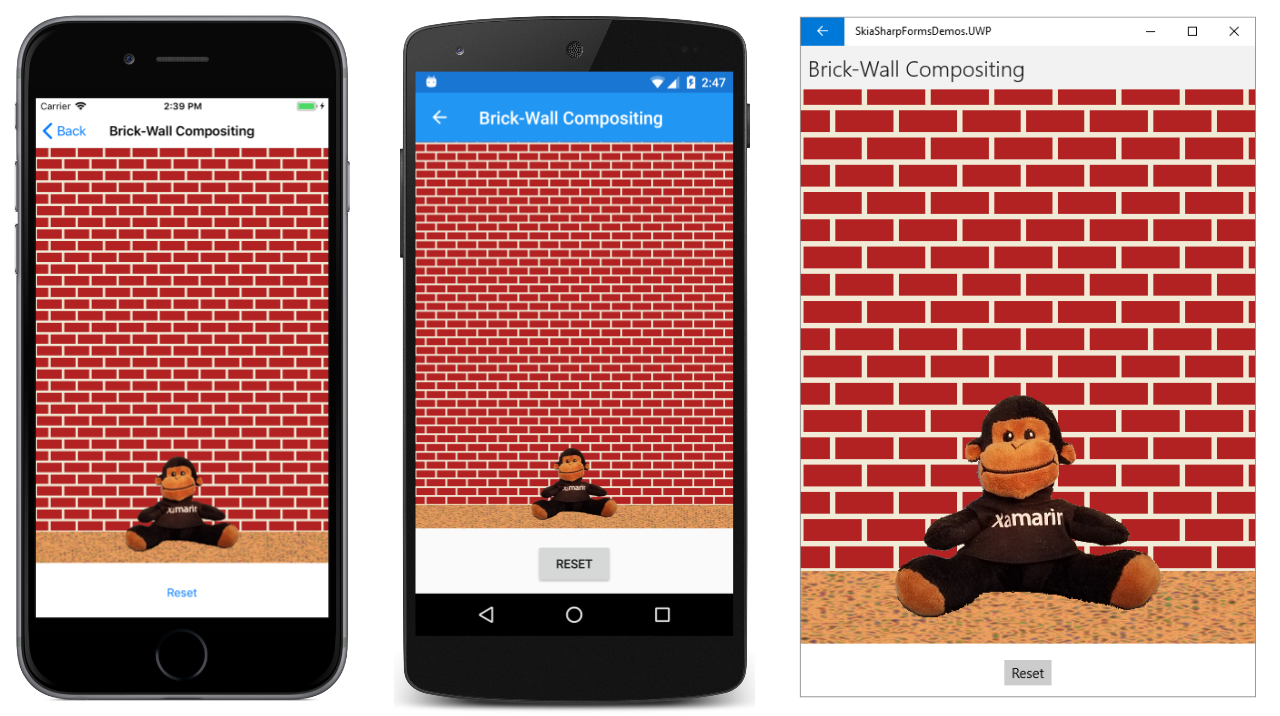 Carrier 2:39 PM
Back Brick-Wall Compositing
Xamarin
Reset
2:47
Brick-Wall Compositing
Xamarin
RESET
SkiaSharpFormsDemos.UWP
Brick-Wall Compositing
Xamarin
Reset